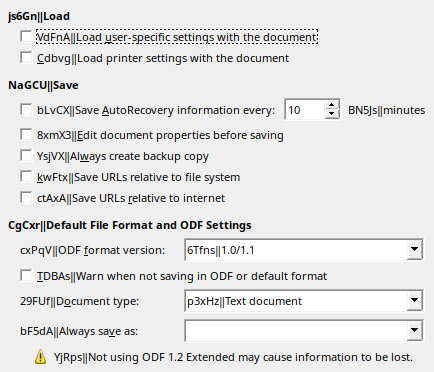 js6Gn||Load
VdFnA||Load user-specific settings with the document
Cdbvg||Load printer settings with the document
NaGCU||Save
bLvCX||Save AutoRecovery information every: 10 BN5Js||minutes
8xmX3||Edit document properties before saving
YsjVX||Always create backup copy
kwFtx||Save URLs relative to file system
ctAxA||Save URLs relative to internet
CgCxr||Default File Format and ODF Settings
cxPqV||ODF format version: 6Tfns||1.0/1.1
TDBAs||Warn when not saving in ODF or default format
29FUf||Document type: p3xHz||Text document
bF5dA||Always save as:
YjRps||Not using ODF 1.2 Extended may cause information to be lost.